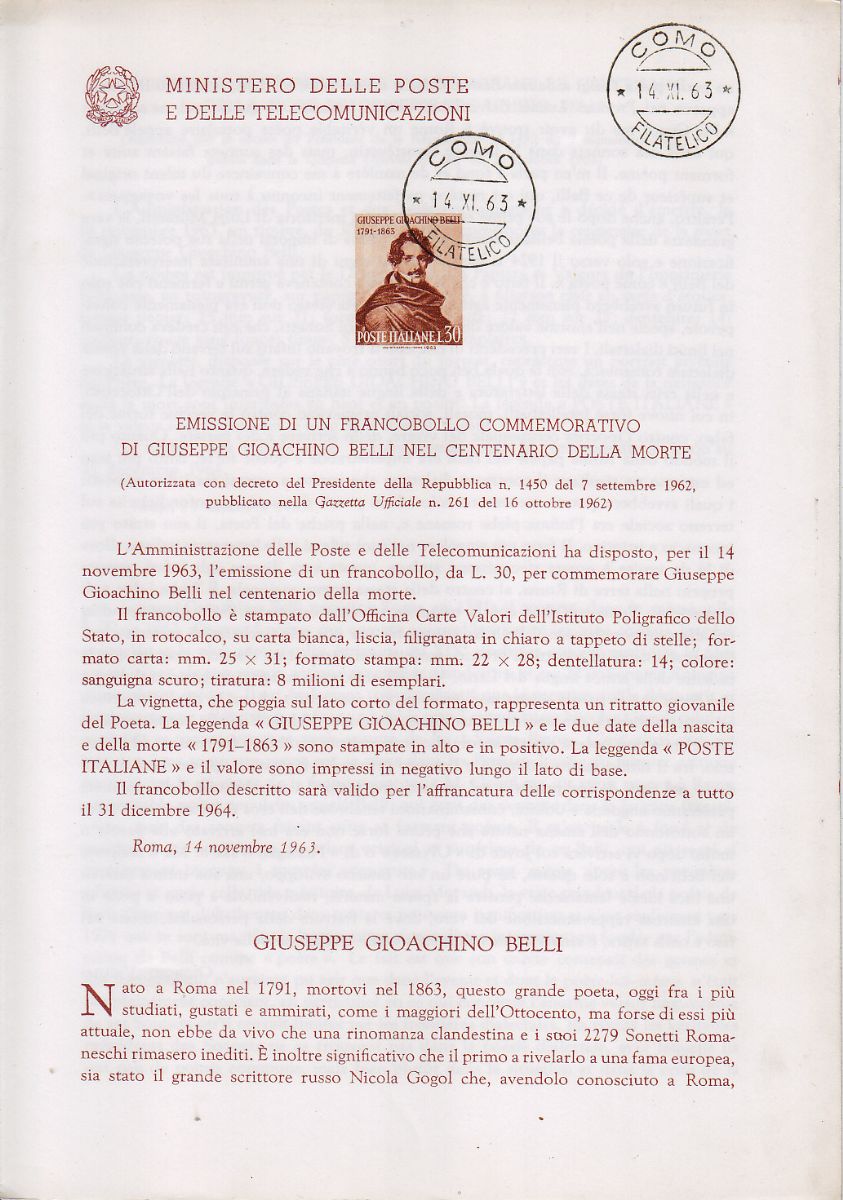 MINISTERO DELLE POSTE
E DELLE TELECOMUNICAZIONI
COMO
* 14. XI. 63 *
FILATELICO
COMO
* 14. XI. 63 *
FILATELICO
GIUSEPPE GIOACHINO BELLI
1791-1863
POSTE ITALIANE L.30
EMISSIONE DI UN FRANCOBOLLO COMMEMORATIVO
DI GIUSEPPE GIOACHINO BELLI NEL CENTENARIO DELLA MORTE
(Autorizzata con decreto del Presidente della Repubblica n. 1450 del 7 settembre 1962,
pubblicato nella Gazzetta Ufficiale n. 261 del 16 ottobre 1962)
L'Amministrazione delle Poste e delle Telecomunicazioni ha disposto, per il 14
novembre 1963, l'emissione di un francobollo, da L. 30, per commemorare Giuseppe
Gioachino Belli nel centenario della morte.
Il francobollo è stampato dall'Officina Carte Valori dell'Istituto Poligrafico dello
Stato, in rotocalco, su carta bianca, liscia, filigranata in chiaro a tappeto di stelle; for-
mato carta: mm. 25 × 31; formato stampa: mm. 22 × 28; dentellatura: 14; colore:
sanguigna scuro; tiratura: 8 milioni di esemplari.
La vignetta, che poggia sul lato corto del formato, rappresenta un ritratto giovanile
del Poeta. La leggenda « GIUSEPPE GIOACHINO BELLI » e le due date della nascita
e della morte « 1791–1863 » sono stampate in alto e in positivo. La leggenda « POSTE
ITALIANE » e il valore sono impressi in negativo lungo il lato di base.
Il francobollo descritto sarà valido per l'affrancatura delle corrispondenze a tutto
il 31 dicembre 1964.
Roma, 14 novembre 1963.
GIUSEPPE GIOACHINO BELLI
Nato a Roma nel 1791, mortovi nel 1863, questo grande poeta, oggi fra i più
studiati, gustati e ammirati, come i maggiori dell'Ottocento, ma forse di essi più
attuale, non ebbe da vivo che una rinomanza clandestina e i suoi 2279 Sonetti Roma-
neschi rimasero inediti. È inoltre significativo che il primo a rivelarlo a una fama europea,
sia stato il grande scrittore russo Nicola Gogol che, avendolo conosciuto a Roma,